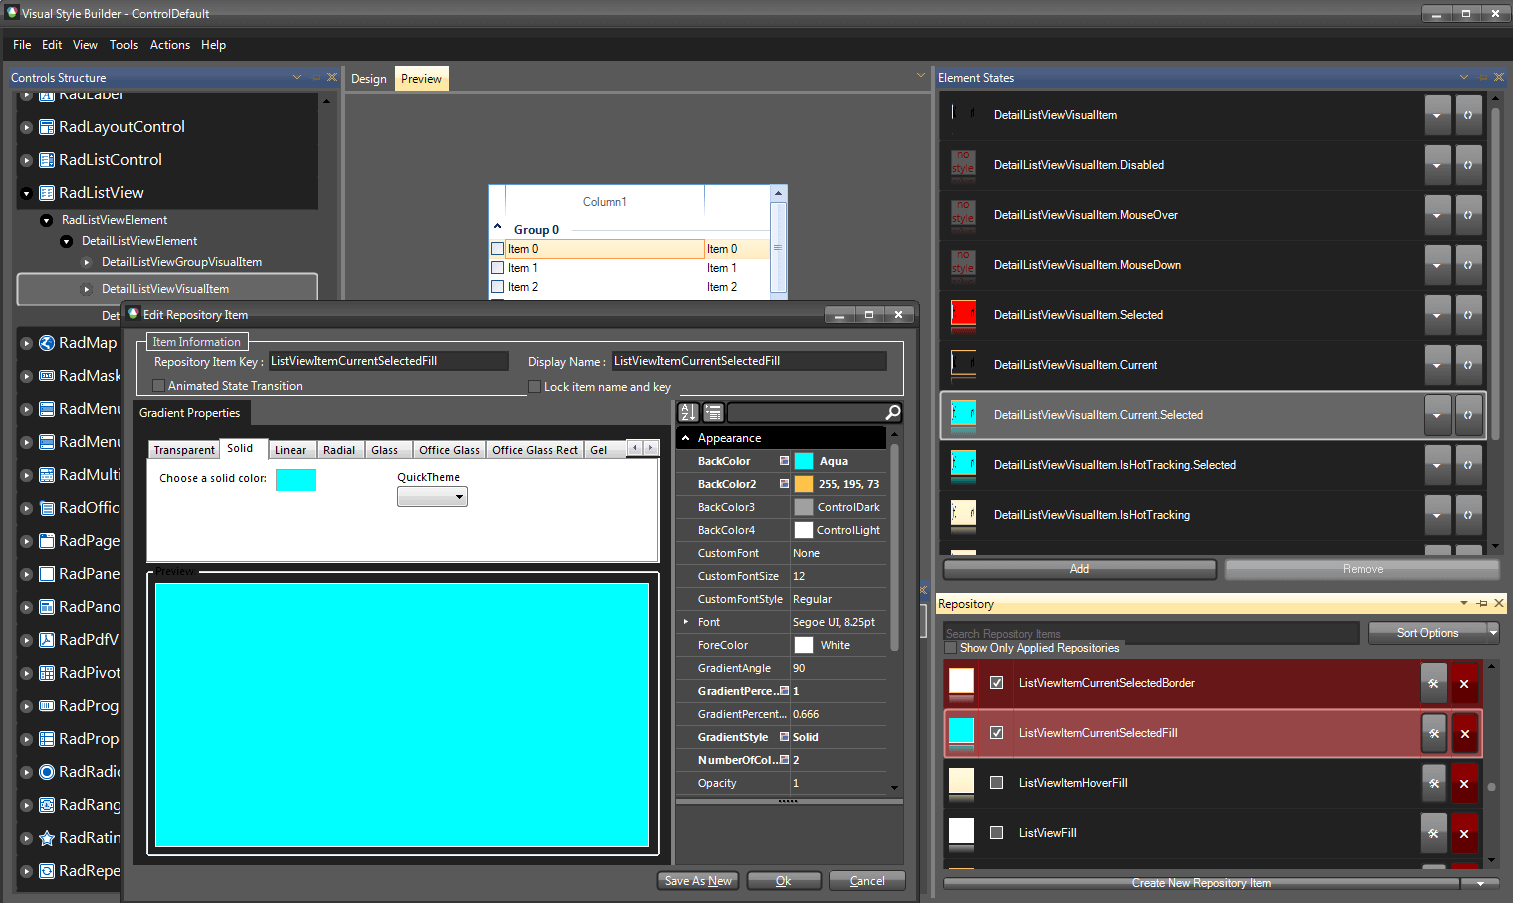 Visual Style Builder - ControlDefault
File Edit View Tools Actions Help
Controls Structure
RadLabel
RadLayoutControl
RadListControl
RadListView
RadListViewElement
DetailListViewElement
DetailListViewGroupVisualItem
DetailListViewVisualItem
Det
RadMap
RadMask
RadMenu
RadMenu
RadMulti
RadOffic
RadPage
RadPane
RadPano
RadPdfV
RadPivot
RadProg
RadProp
RadRadio
RadRang
RadRatin
RadRepe
Design Preview
Column1
Group 0
Item 0 Item 0
Item 1 Item 1
Item 2 Item 2
Edit Repository Item
Item Information
Repository Item Key : ListViewItemCurrentSelectedFill Display Name : ListViewItemCurrentSelectedFill
Animated State Transition Lock item name and key
Gradient Properties
Transparent Solid Linear Radial Glass Office Glass Office Glass Rect Gel
Choose a solid color: QuickTheme
Preview
Appearance
BackColor Aqua
BackColor2 255, 195, 73
BackColor3 ControlDark
BackColor4 ControlLight
CustomFont None
CustomFontSize 12
CustomFontStyle Regular
Font Segoe UI, 8.25pt
ForeColor White
GradientAngle 90
GradientPerce... 1
GradientPercent... 0.666
GradientStyle Solid
NumberOfCol... 2
Opacity 1
Save As New Ok Cancel
Element States
DetailListViewVisualItem
no style DetailListViewVisualItem.Disabled
no style DetailListViewVisualItem.MouseOver
no style DetailListViewVisualItem.MouseDown
DetailListViewVisualItem.Selected
DetailListViewVisualItem.Current
DetailListViewVisualItem.Current.Selected
DetailListViewVisualItem.IsHotTracking.Selected
DetailListViewVisualItem.IsHotTracking
Add Remove
Repository
Search Repository Items Sort Options
Show Only Applied Repositories
ListViewItemCurrentSelectedBorder
ListViewItemCurrentSelectedFill
ListViewItemHoverFill
ListViewFill
Create New Repository Item